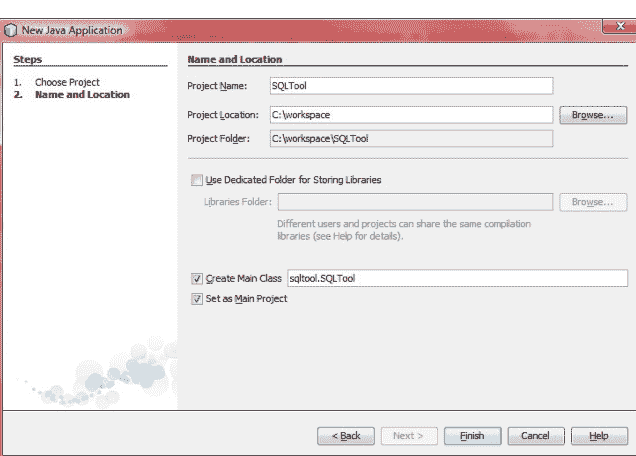 New Java Application
Steps
1. Choose Project
2. Name and Location
Name and Location
Project Name: SQLTool
Project Location: C:\workspace Browse...
Project Folder: C:\workspace\SQLTool
Use Dedicated Folder for Storing Libraries
Libraries Folder: Browse...
Different users and projects can share the same compilation
libraries (see Help for details).
Create Main Class sqltool.SQLTool
Set as Main Project
< Back Next > Finish Cancel Help